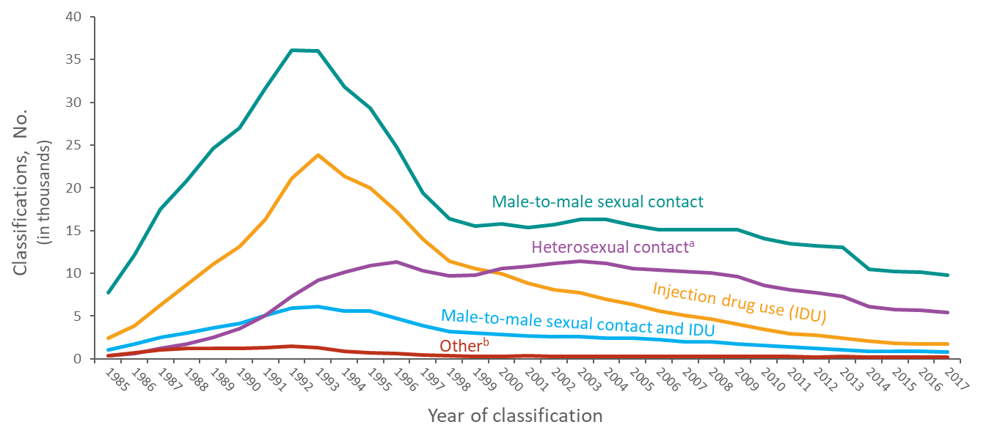 40
35
30
25
20
15
10
5
0
Classifications, No.
(in thousands)
Male-to-male sexual contact
Heterosexual contactᵃ
Injection drug use (IDU)
Male-to-male sexual contact and IDU
Otherᵇ
1985 1986 1987 1988 1989 1990 1991 1992 1993 1994 1995 1996 1997 1998 1999 2000 2001 2002 2003 2004 2005 2006 2007 2008 2009 2010 2011 2012 2013 2014 2015 2016 2017
Year of classification